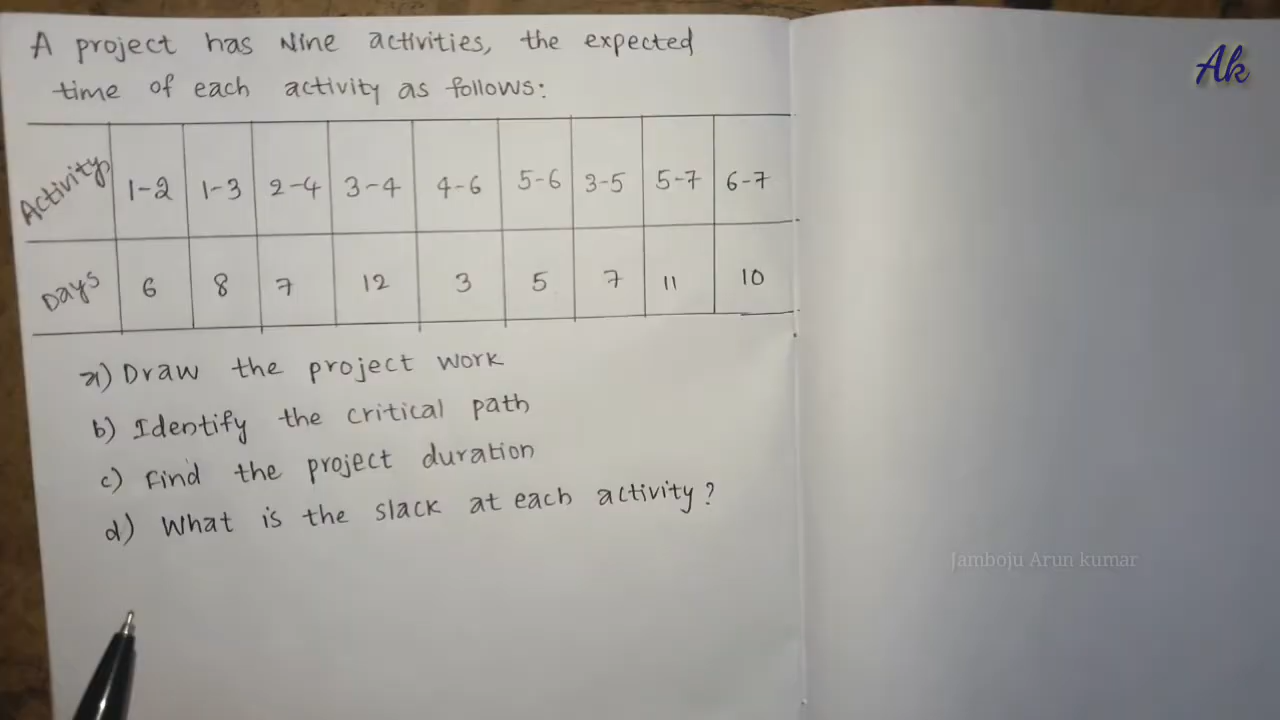 A project has Nine activities, the expected
time of each activity as follows:
Activity 1-2 1-3 2-4 3-4 4-6 5-6 3-5 5-7 6-7
Days 6 8 7 12 3 5 7 11 10
a) Draw the project work
b) Identify the critical path
c) Find the project duration
d) What is the slack at each activity?
Ak
Jamboju Arun kumar